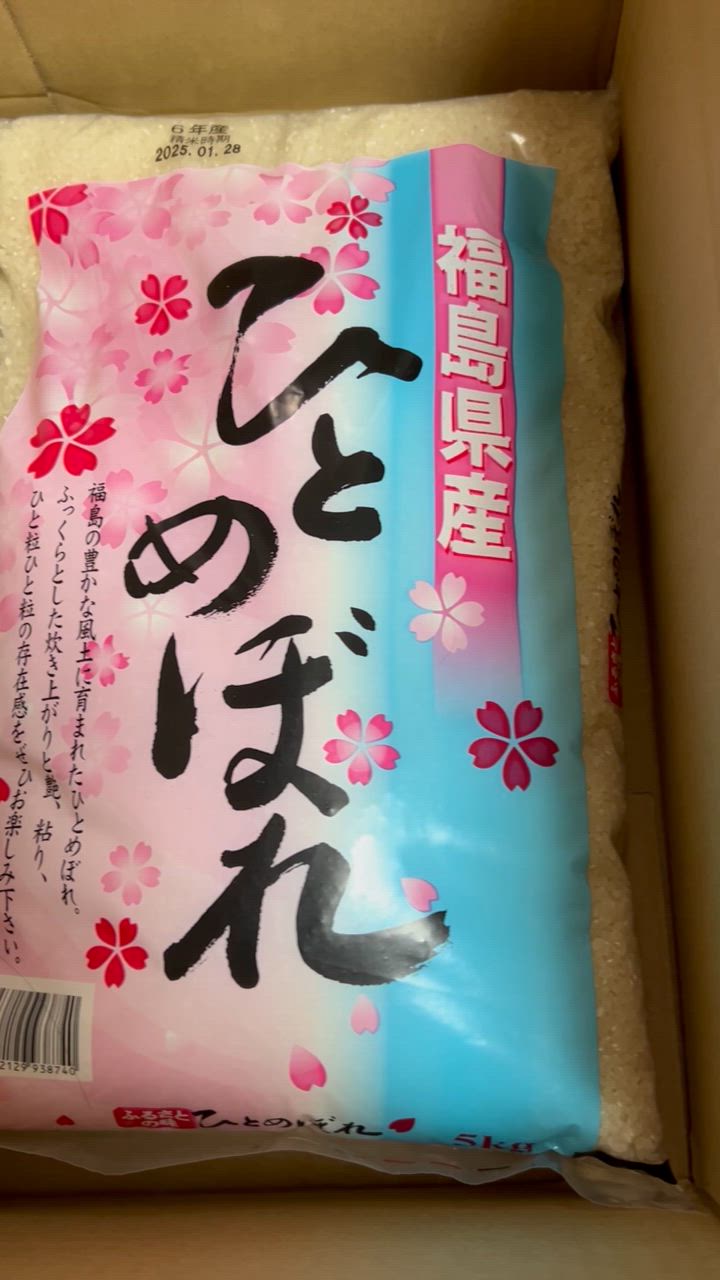 6年産
精米時期
2025.01.28
福島県産
ひとめぼれ
福島の豊かな風土に育まれたひとめぼれ。
ふっくらとした炊き上がりと艶、粘り、
ひと粒ひと粒の存在感をぜひお楽しみ下さい。
2129 938740
ふるさと
の味
ひとめぼれ
5kg